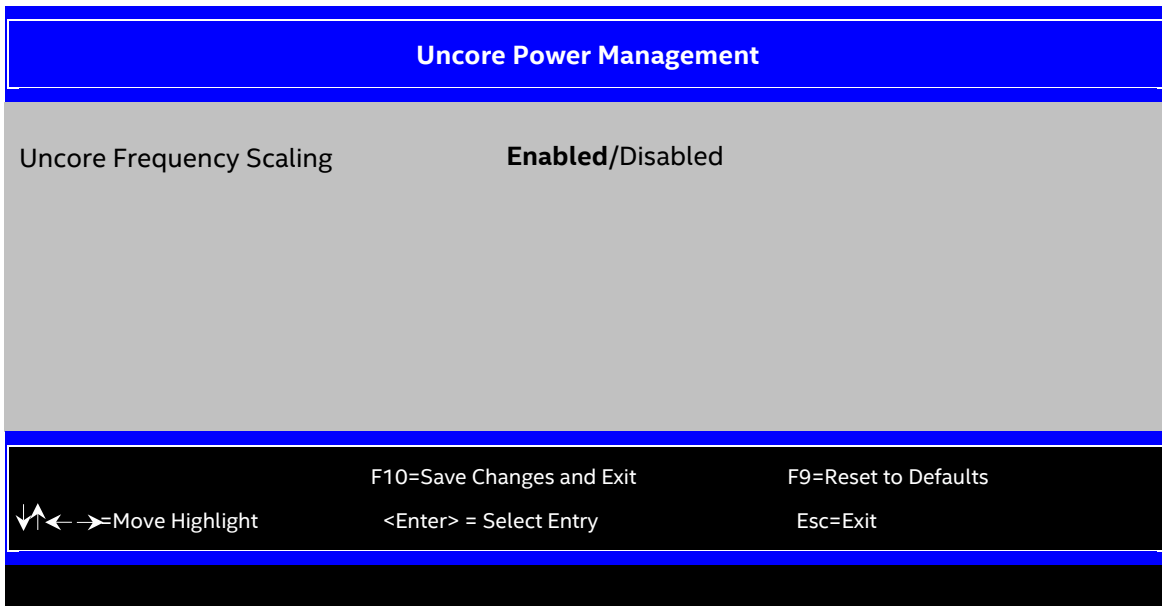 Uncore Power Management
Uncore Frequency Scaling Enabled/Disabled
F10=Save Changes and Exit F9=Reset to Defaults
↓↑←→=Move Highlight <Enter> = Select Entry Esc=Exit